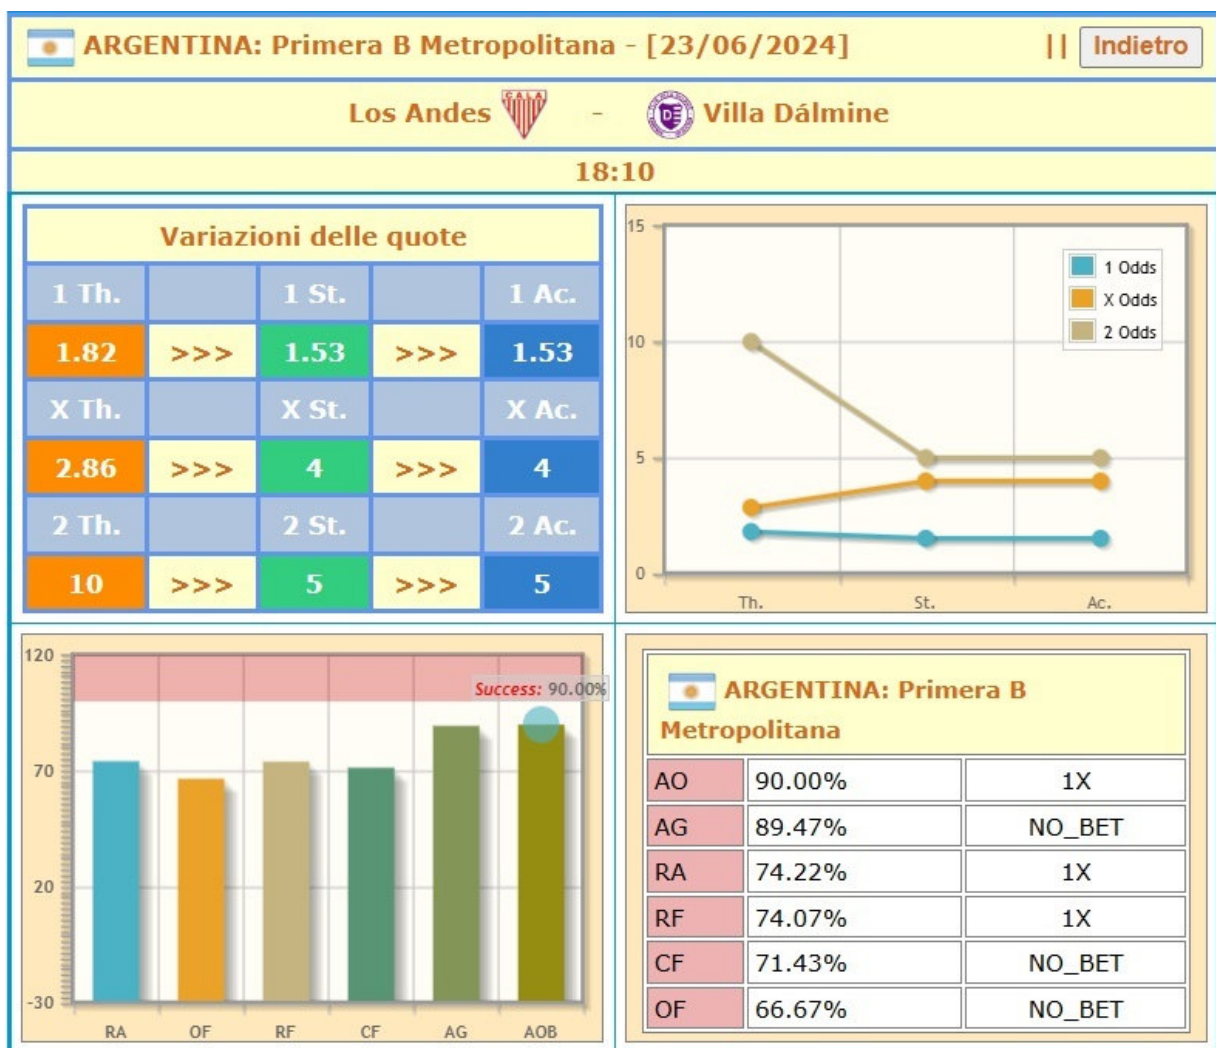 ARGENTINA: Primera B Metropolitana - [23/06/2024] || Indietro
Los Andes CALA - D Villa Dálmine
18:10
Variazioni delle quote
1 Th. 1 St. 1 Ac.
1.82 >>> 1.53 >>> 1.53
X Th. X St. X Ac.
2.86 >>> 4 >>> 4
2 Th. 2 St. 2 Ac.
10 >>> 5 >>> 5
15
10
5
0
1 Odds
X Odds
2 Odds
Th. St. Ac.
120
70
20
-30
Success: 90.00%
RA OF RF CF AG AOB
ARGENTINA: Primera B
Metropolitana
AO 90.00% 1X
AG 89.47% NO_BET
RA 74.22% 1X
RF 74.07% 1X
CF 71.43% NO_BET
OF 66.67% NO_BET